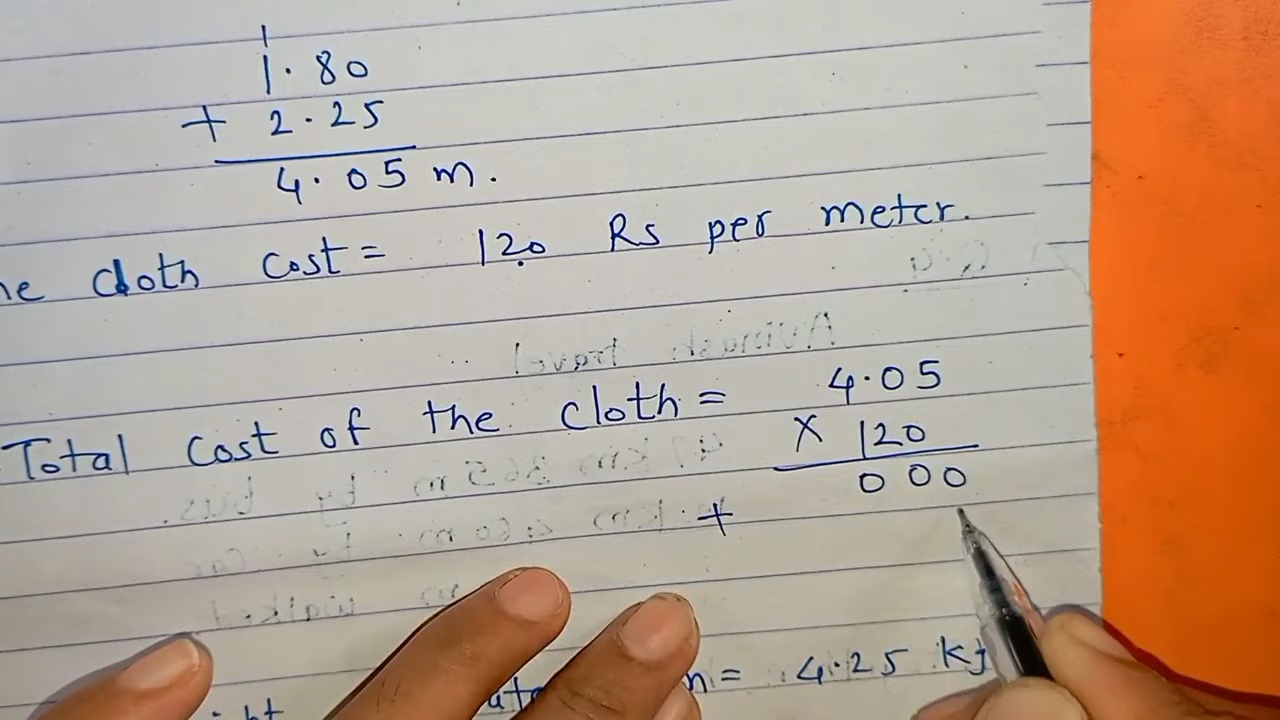 1
1.80
+ 2.25
4.05 m.
cloth cost = 120 Rs per meter.
Total cost of the cloth = 4.05
X 120
000
+
= 4.25 kg